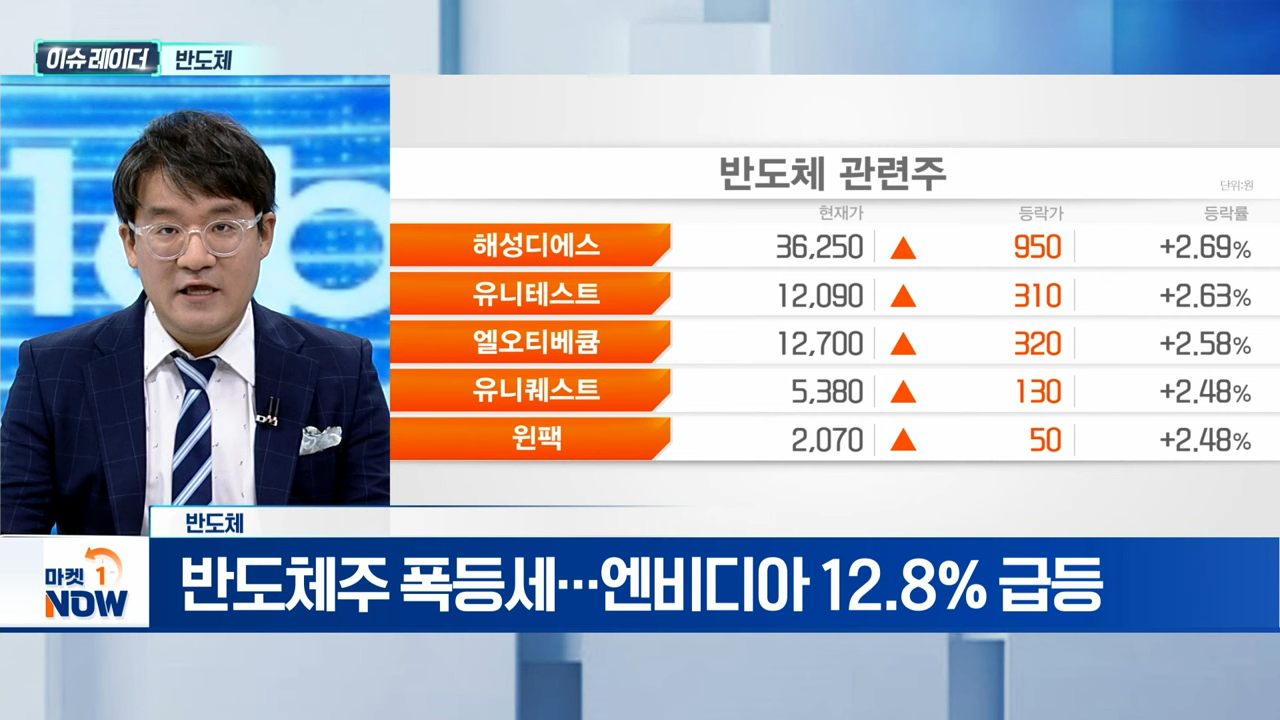 이슈레이더 반도체
반도체 관련주
단위:원
현재가 등락가 등락률
해성디에스 36,250 ▲ 950 +2.69%
유니테스트 12,090 ▲ 310 +2.63%
엘오티베큠 12,700 ▲ 320 +2.58%
유니퀘스트 5,380 ▲ 130 +2.48%
윈팩 2,070 ▲ 50 +2.48%
반도체
마켓 1
NOW
반도체주 폭등세…엔비디아 12.8% 급등